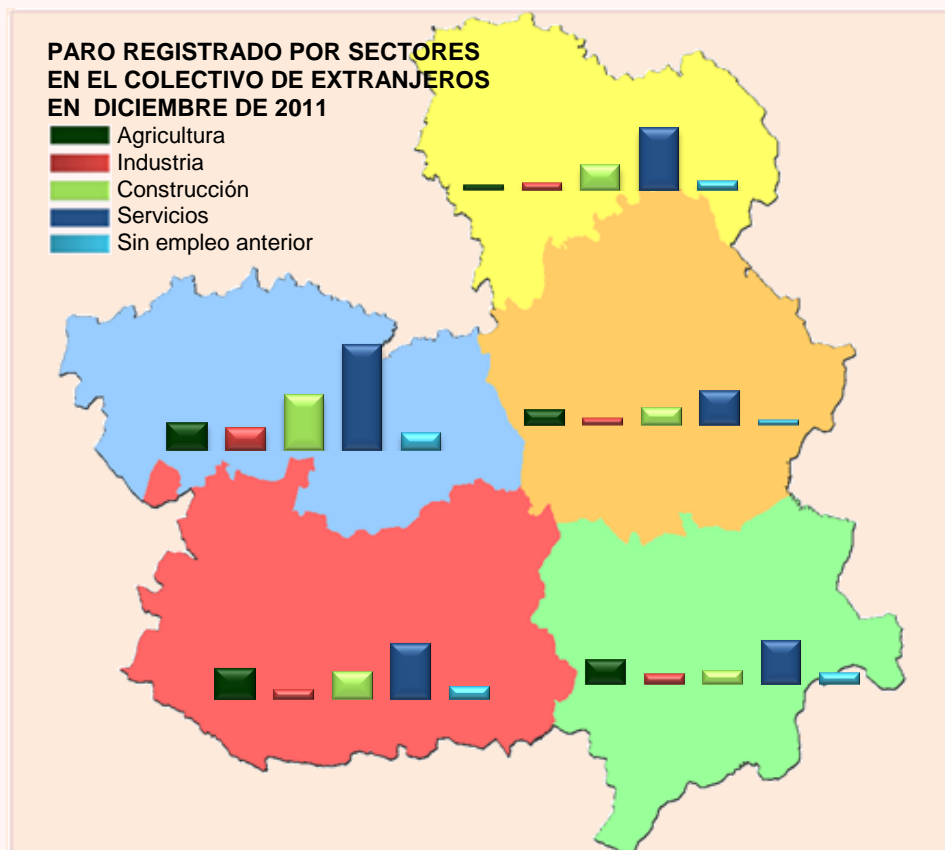 PARO REGISTRADO POR SECTORES
EN EL COLECTIVO DE EXTRANJEROS
EN DICIEMBRE DE 2011
Agricultura
Industria
Construcción
Servicios
Sin empleo anterior